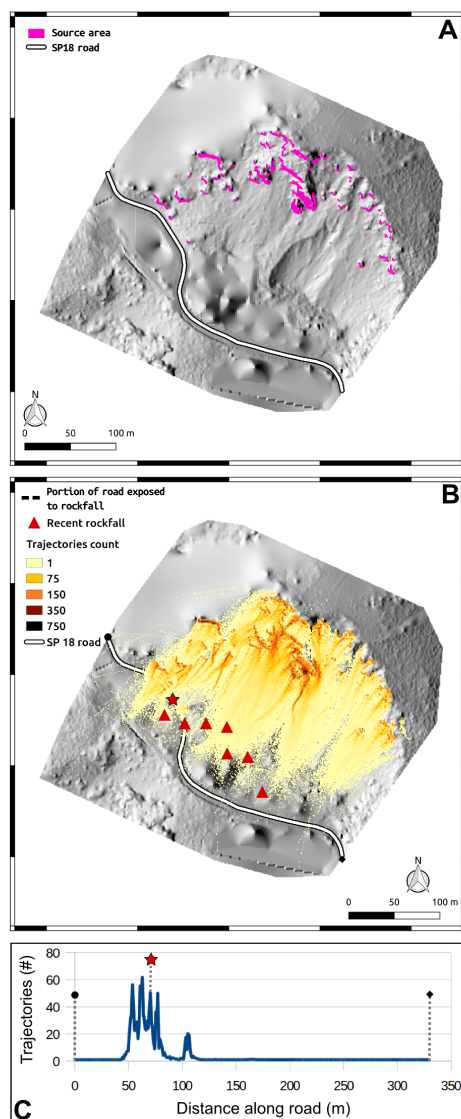 A
Source area
SP18 road
N
0 50 100 m
B
Portion of road exposed
to rockfall
Recent rockfall
Trajectories count
1
75
150
350
750
SP 18 road
N
0 50 100 m
80
60
40
20
0
Trajectories (#)
0 50 100 150 200 250 300 350
Distance along road (m)
C